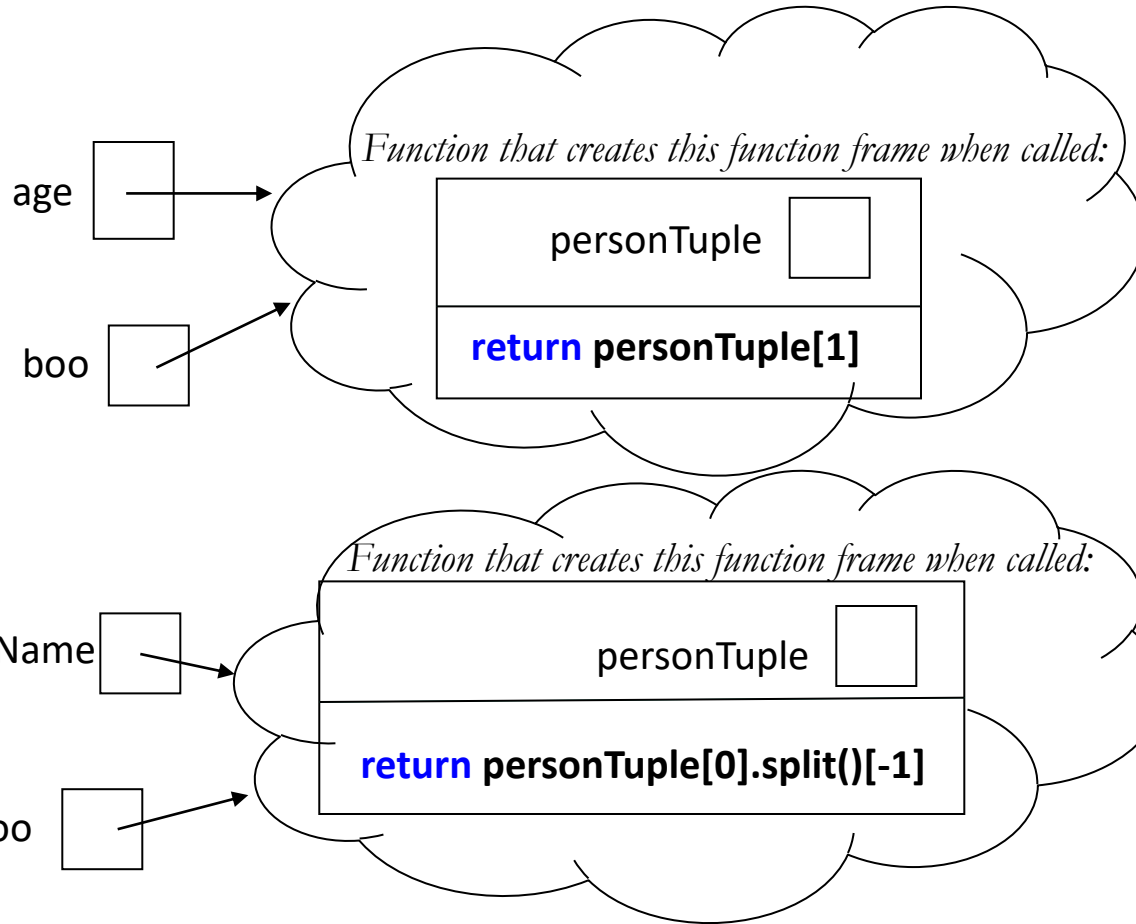 Function that creates this function frame when called:
age
personTuple
boo
return personTuple[1]
Function that creates this function frame when called:
Name
personTuple
return personTuple[0].split()[-1]
oo